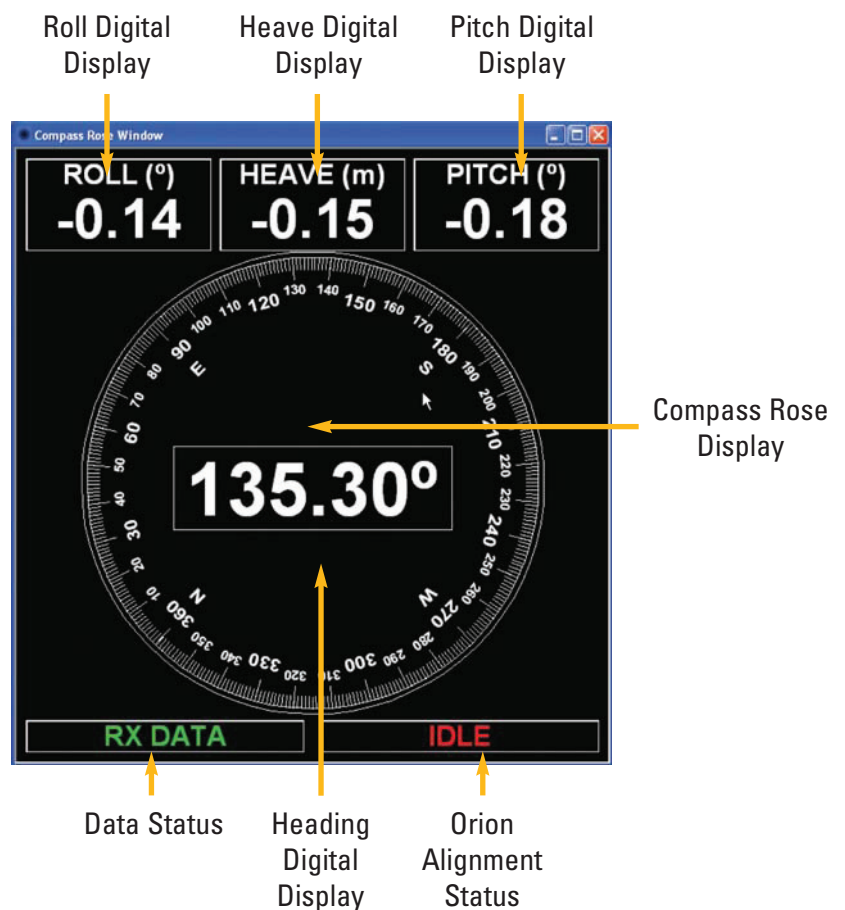 Roll Digital
Display
Heave Digital
Display
Pitch Digital
Display
Compass Rose Window
ROLL (º)
-0.14
HEAVE (m)
-0.15
PITCH (º)
-0.18
10
20
30
40
50
60
70
80
90
100
110
120
130
140
150
160
170
180
190
200
210
220
230
240
250
260
270
280
290
300
310
320
330
340
350
360
E
S
N
W
135.30º
Compass Rose
Display
RX DATA
IDLE
Data Status
Heading
Digital
Display
Orion
Alignment
Status